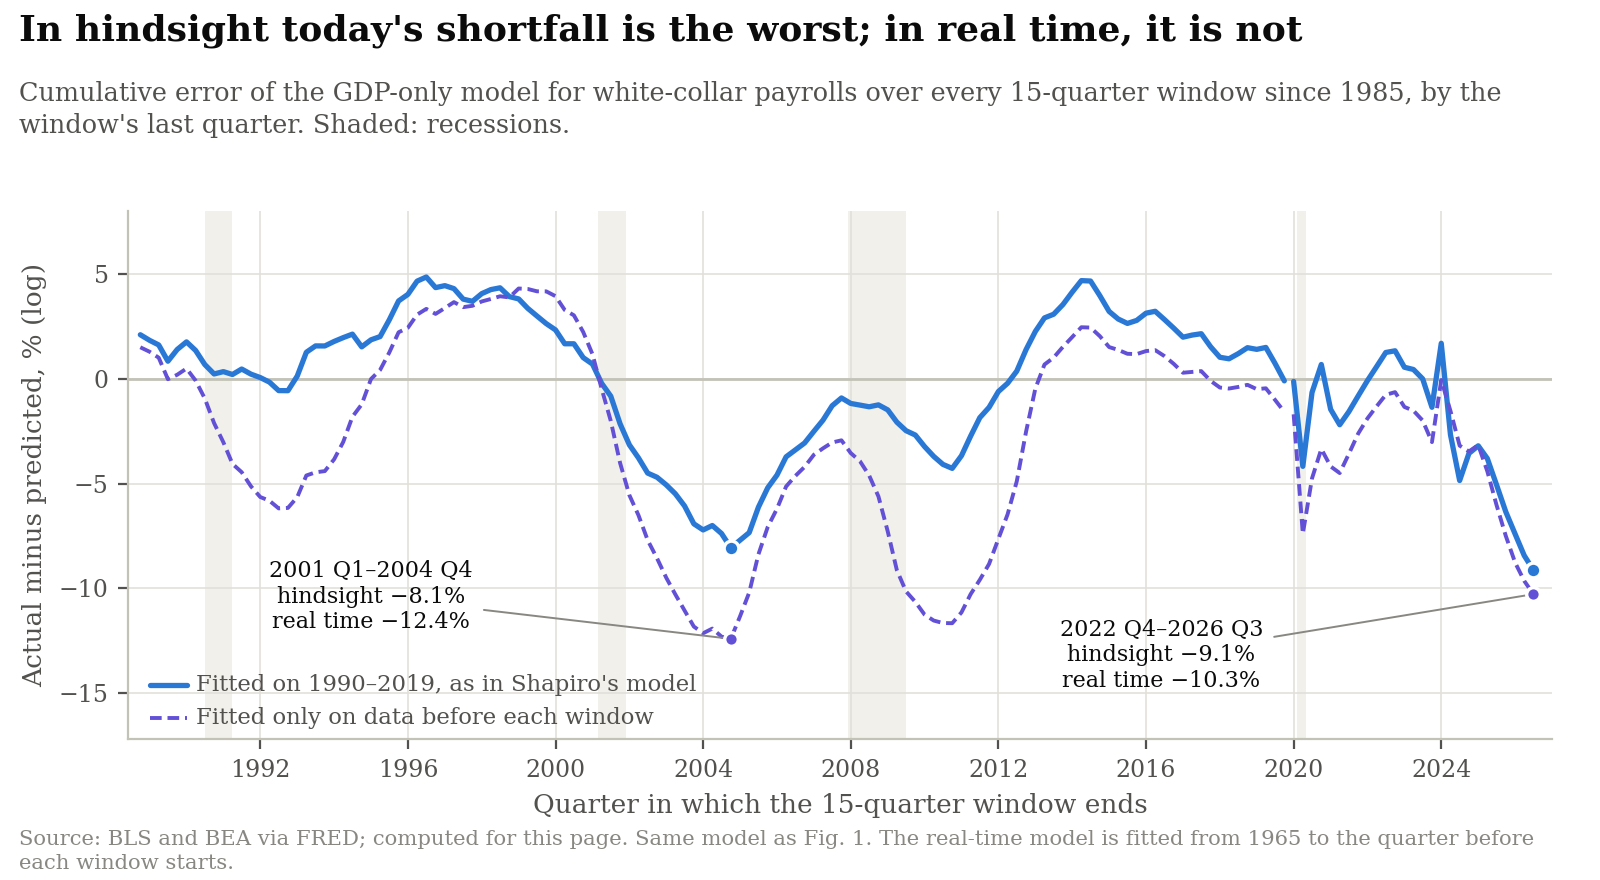 In hindsight today's shortfall is the worst; in real time, it is not
Cumulative error of the GDP-only model for white-collar payrolls over every 15-quarter window since 1985, by the
window's last quarter. Shaded: recessions.
Actual minus predicted, % (log)
5
0
−5
−10
−15
2001 Q1–2004 Q4
hindsight −8.1%
real time −12.4%
2022 Q4–2026 Q3
hindsight −9.1%
real time −10.3%
Fitted on 1990–2019, as in Shapiro's model
Fitted only on data before each window
1992
1996
2000
2004
2008
2012
2016
2020
2024
Quarter in which the 15-quarter window ends
Source: BLS and BEA via FRED; computed for this page. Same model as Fig. 1. The real-time model is fitted from 1965 to the quarter before
each window starts.